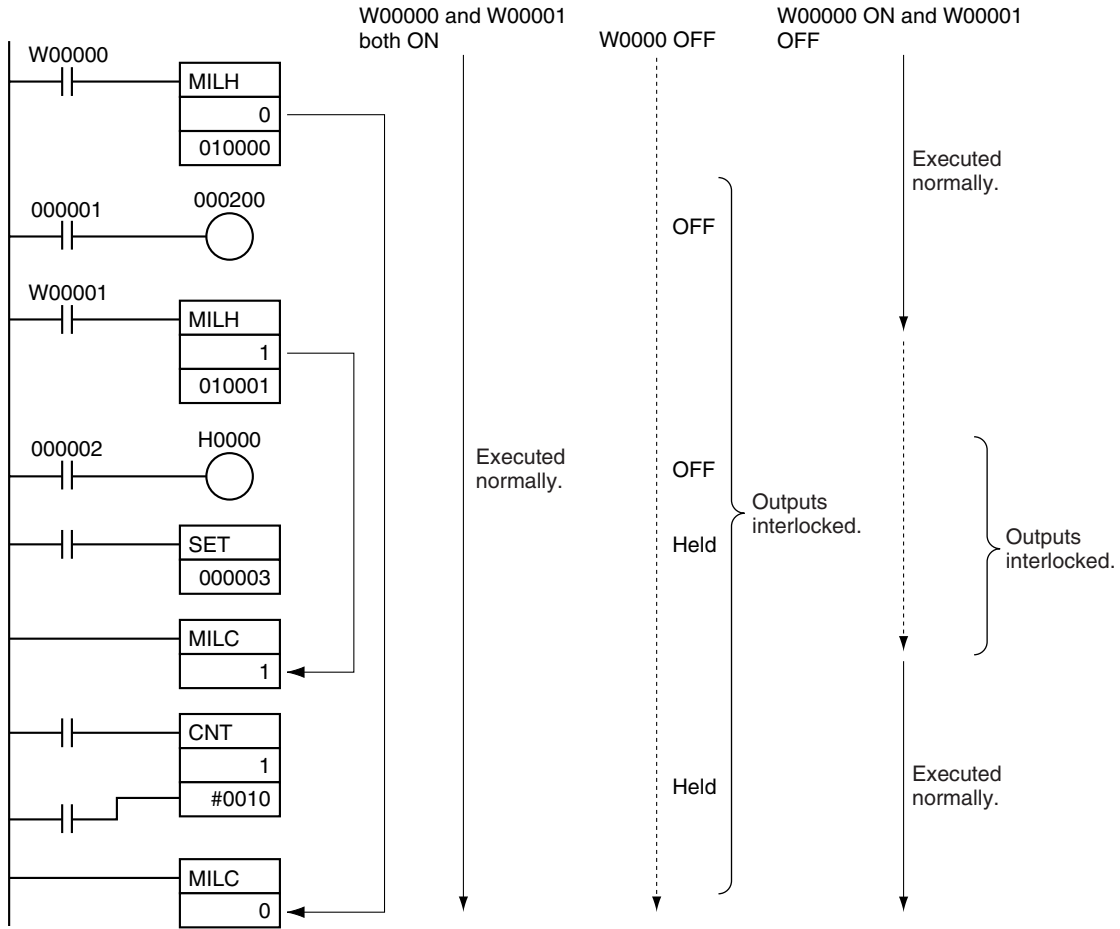 W00000 and W00001
both ON
W0000 OFF
W00000 ON and W00001
OFF
W00000
MILH
0
010000
000001
000200
W00001
MILH
1
010001
000002
H0000
SET
000003
MILC
1
CNT
1
#0010
MILC
0
Executed
normally.
OFF
OFF
Held
Held
Outputs
interlocked.
Executed
normally.
Outputs
interlocked.
Executed
normally.